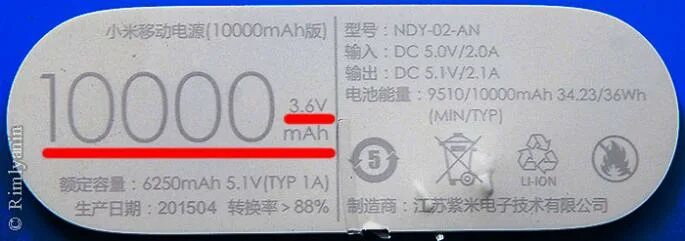 小米移动电源(10000mAh版)
10000 3.6V mAh
额定容量：6250mAh 5.1V(TYP 1A)
生产日期：201504 转换率＞88%
型号：NDY-02-AN
输入：DC 5.0V/2.0A
输出：DC 5.1V/2.1A
电池能量：9510/10000mAh 34.23/36Wh
(MIN/TYP)
5
LI-ION
制造商：江苏紫米电子技术有限公司
© Rimlyanin